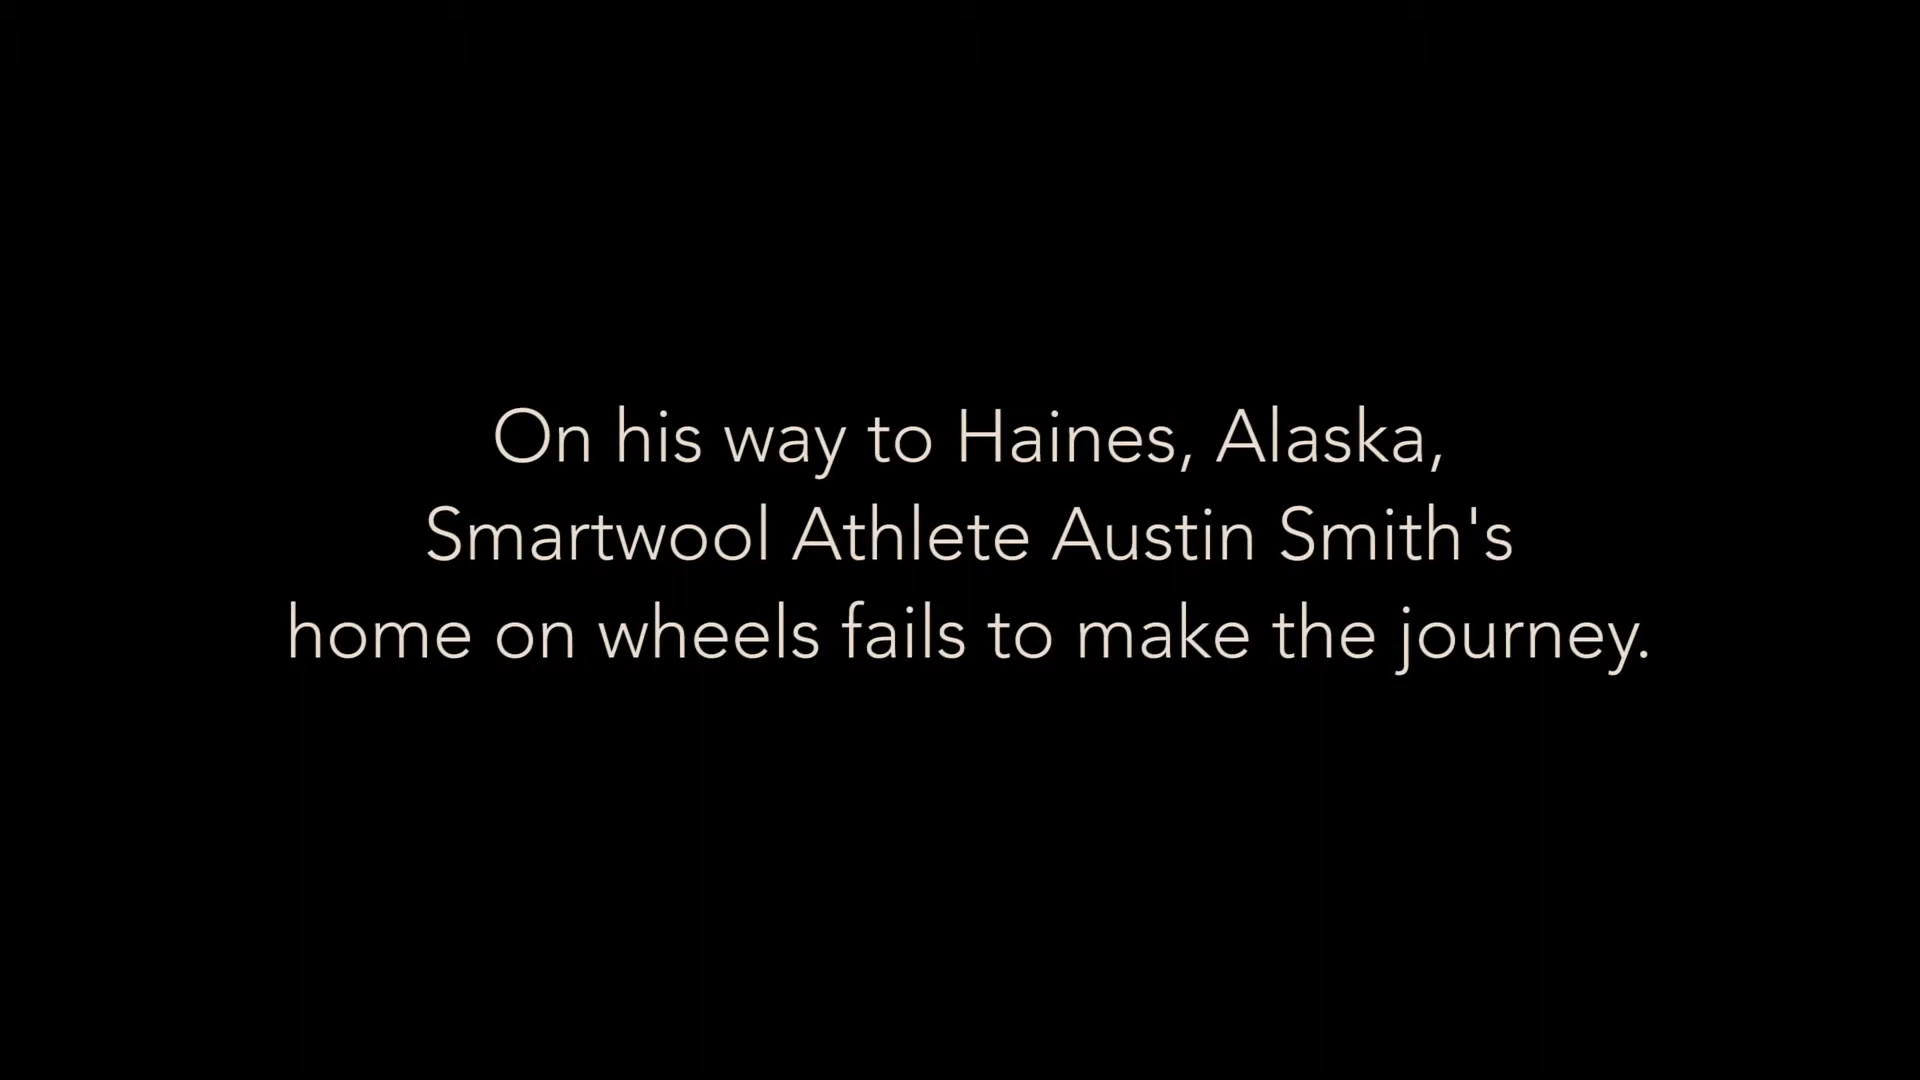 On his way to Haines, Alaska,
Smartwool Athlete Austin Smith's
home on wheels fails to make the journey.